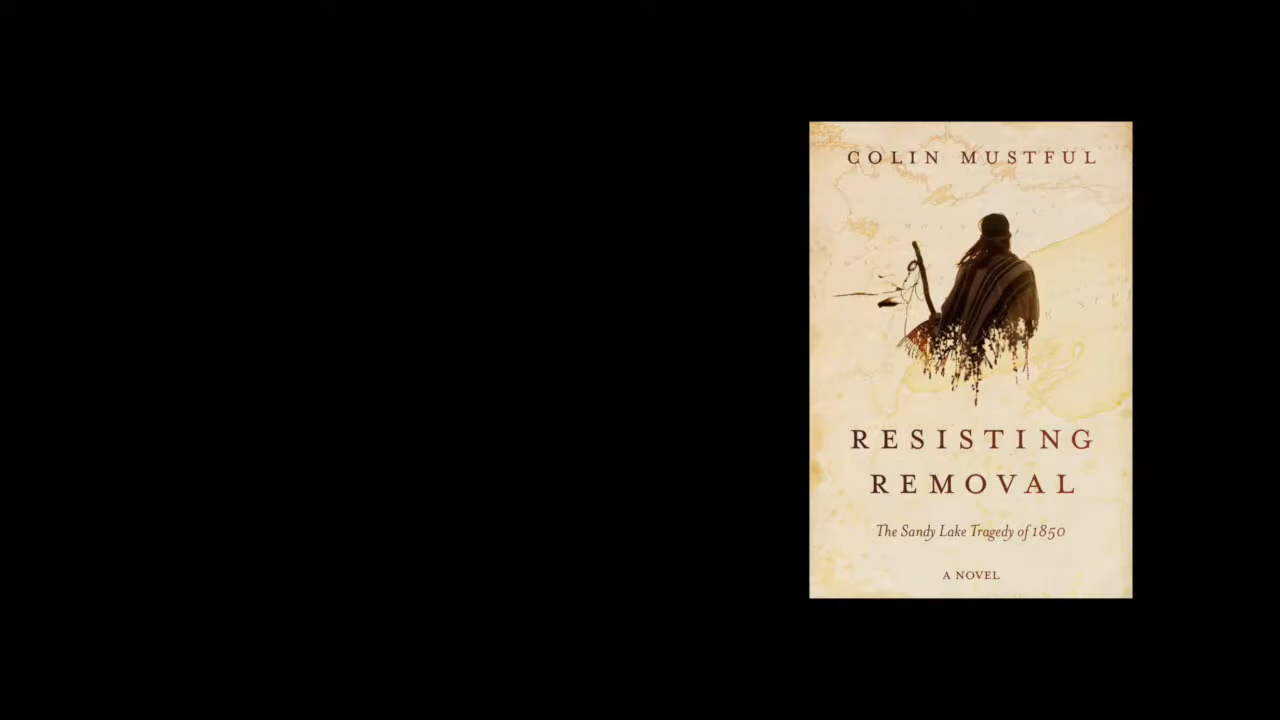 COLIN MUSTFUL
RESISTING
REMOVAL
The Sandy Lake Tragedy of 1850
A NOVEL